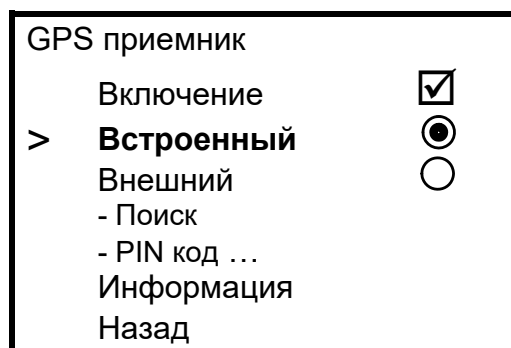 GPS приемник
Включение
> Встроенный
Внешний
- Поиск
- PIN код …
Информация
Назад